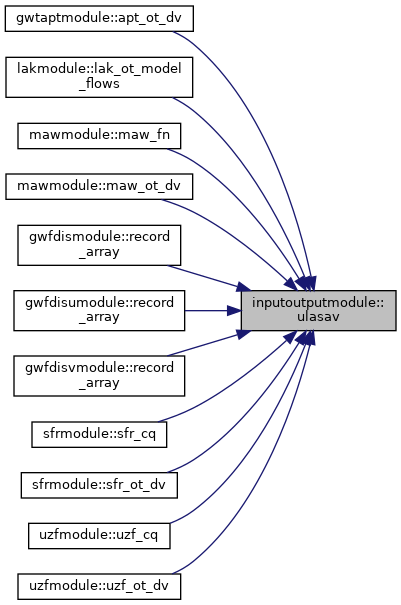 gwtaptmodule::apt_ot_dv
lakmodule::lak_ot_model
_flows
mawmodule::maw_fn
mawmodule::maw_ot_dv
gwfdismodule::record
_array
gwfdisumodule::record
_array
inputoutputmodule::
ulasav
gwfdisvmodule::record
_array
sfrmodule::sfr_cq
sfrmodule::sfr_ot_dv
uzfmodule::uzf_cq
uzfmodule::uzf_ot_dv